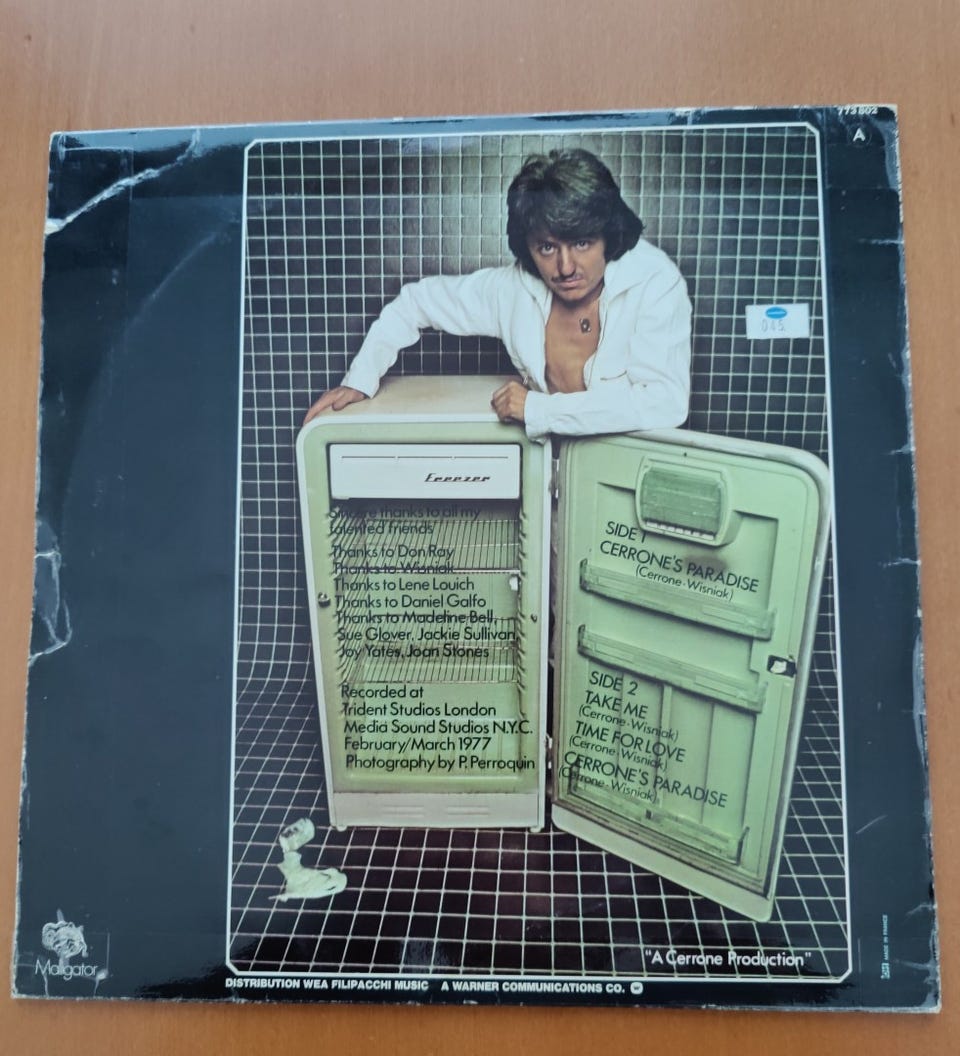 773 802
A
045
Freezer
Sincere thanks to all my
talented friends
Thanks to Don Ray
Thanks to Wisniak
Thanks to Lene Louich
Thanks to Daniel Galfo
Thanks to Madeline Bell,
Sue Glover, Jackie Sullivan,
Joy Yates, Joan Stones
Recorded at
Trident Studios London
Media Sound Studios N.Y.C.
February/March 1977
Photography by P. Perroquin
SIDE 1
CERRONE'S PARADISE
(Cerrone-Wisniak)
SIDE 2
TAKE ME
(Cerrone-Wisniak)
TIME FOR LOVE
(Cerrone-Wisniak)
CERRONE'S PARADISE
(Cerrone-Wisniak)
"A Cerrone Production"
Malligator
DISTRIBUTION WEA FILIPACCHI MUSIC A WARNER COMMUNICATIONS CO.
MADE IN FRANCE